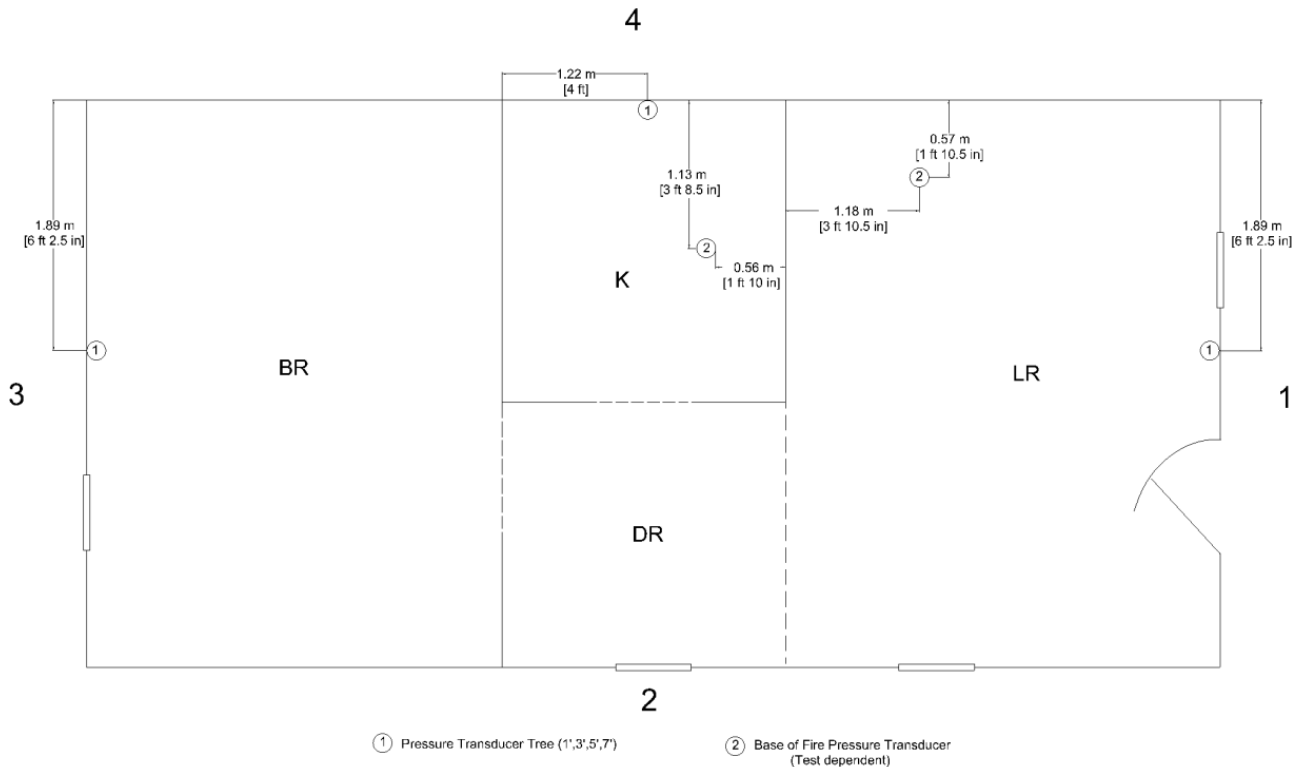 4
1.22 m
[4 ft]
1
0.57 m
[1 ft 10.5 in]
2
1.13 m
[3 ft 8.5 in]
1.18 m
[3 ft 10.5 in]
1.89 m
[6 ft 2.5 in]
1.89 m
[6 ft 2.5 in]
2
0.56 m
[1 ft 10 in]
K
1
1
BR
LR
3
1
DR
2
1 Pressure Transducer Tree (1',3',5',7')
2 Base of Fire Pressure Transducer
(Test dependent)